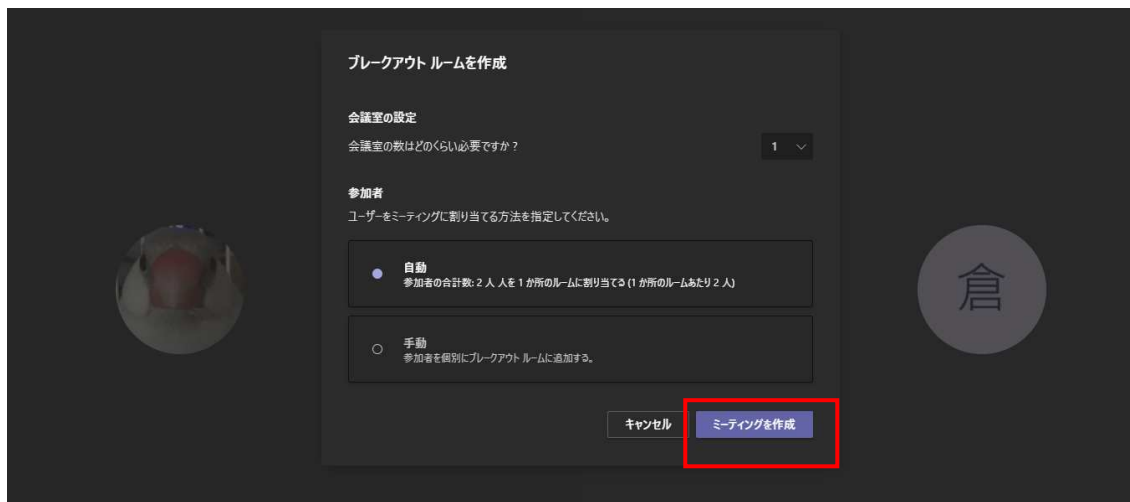 ブレークアウト ルームを作成
会議室の設定
会議室の数はどのくらい必要ですか?
1
参加者
ユーザーをミーティングに割り当てる方法を指定してください。
自動
参加者の合計数: 2 人 人を 1 か所のルームに割り当てる (1 か所のルームあたり 2 人)
倉
手動
参加者を個別にブレークアウト ルームに追加する。
キャンセル
ミーティングを作成